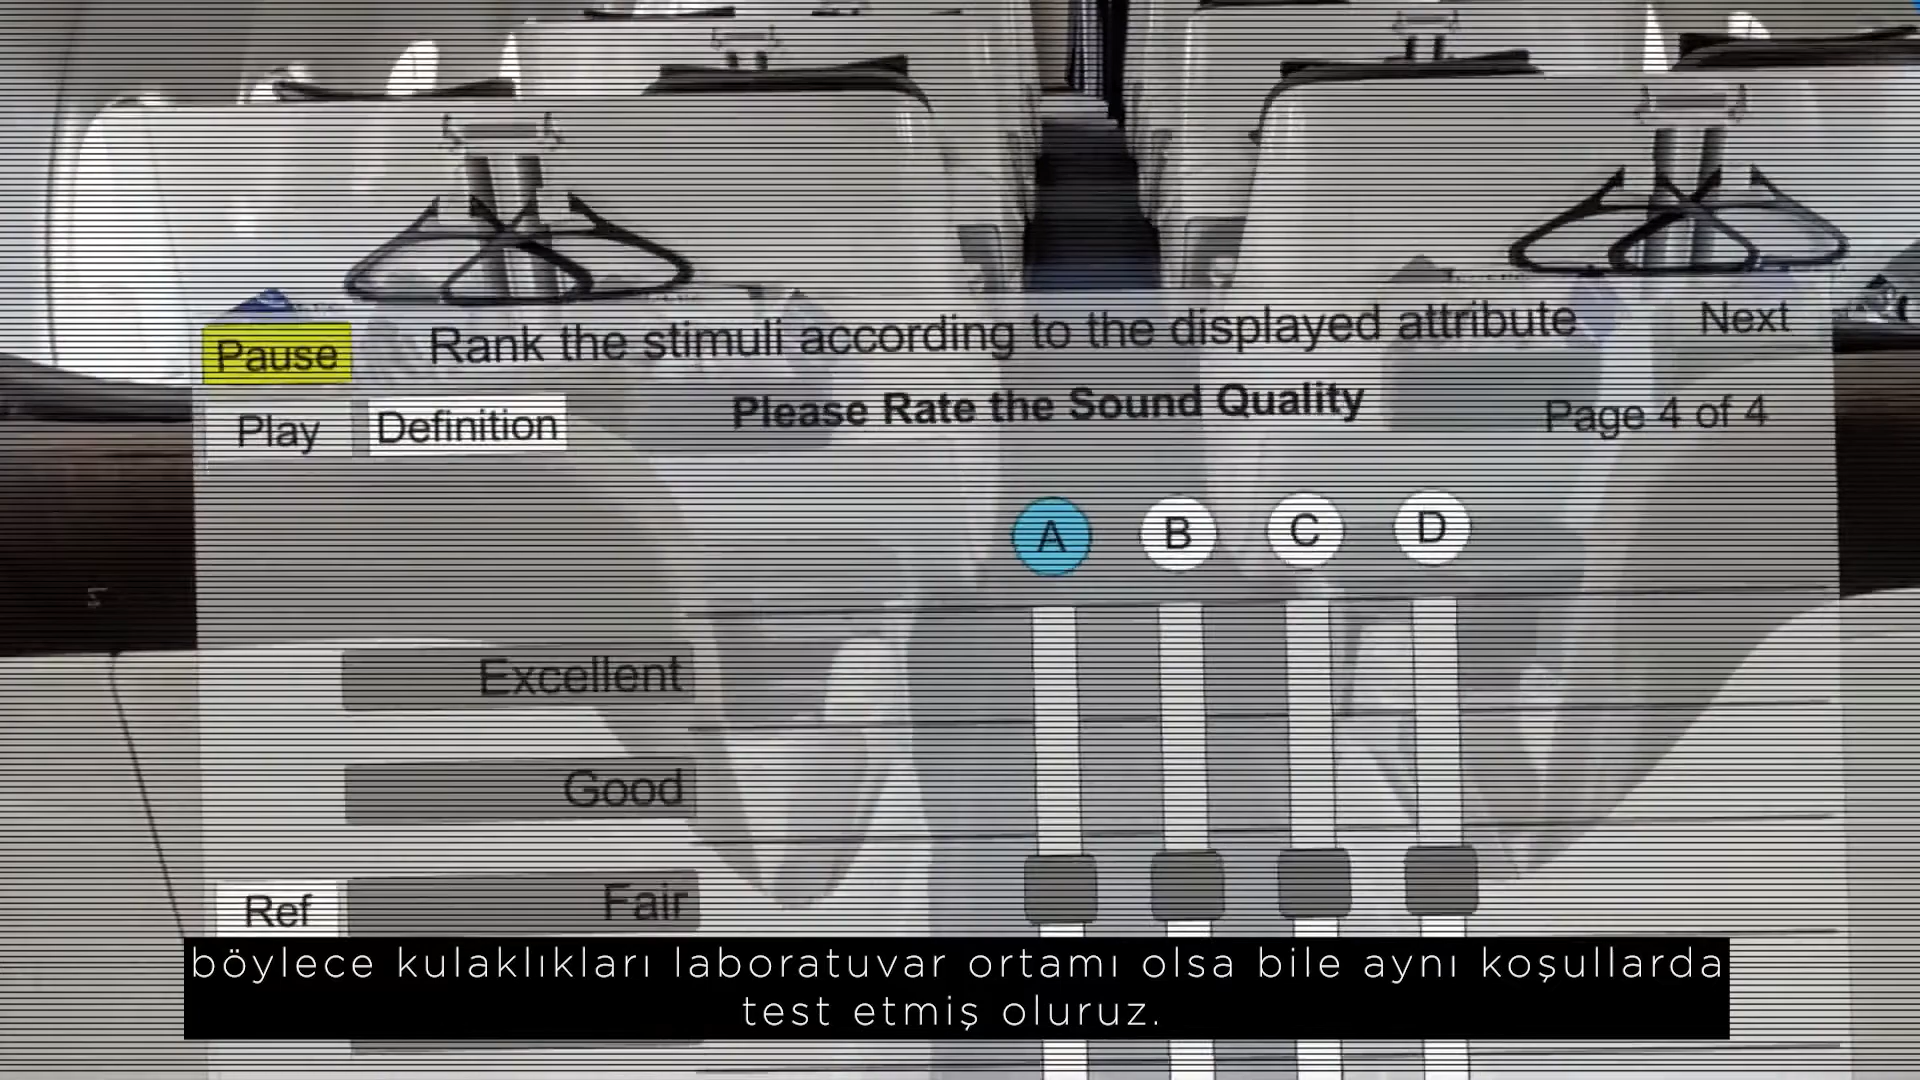 Pause
Rank the stimuli according to the displayed attribute
Next
Play
Definition
Please Rate the Sound Quality
Page 4 of 4
A
B
C
D
Excellent
Good
Ref
Fair
böylece kulaklıkları laboratuvar ortamı olsa bile aynı koşullarda
test etmiş oluruz.